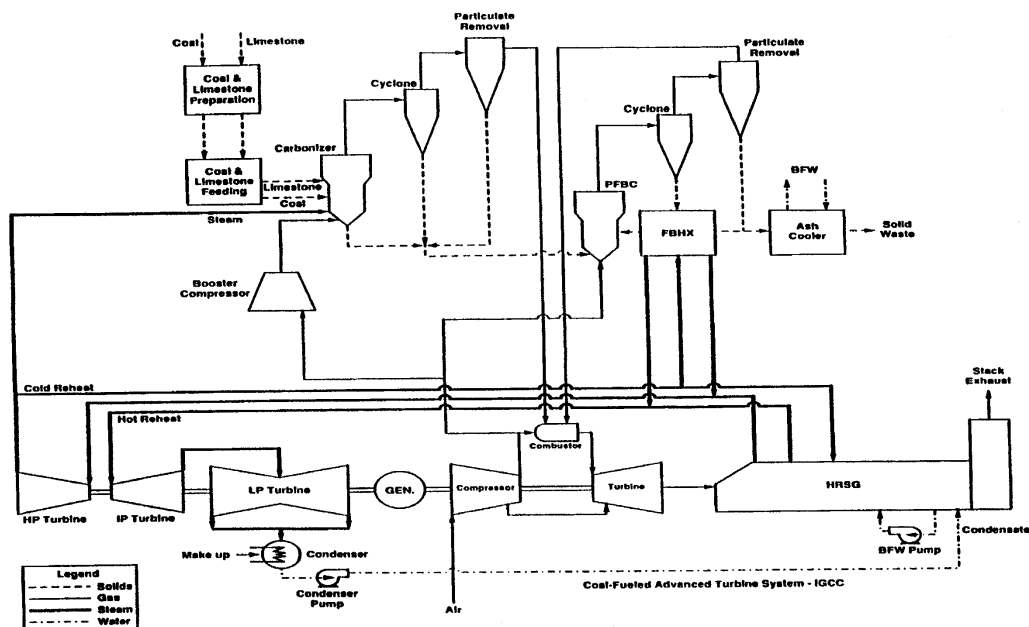 Particulate
Removal
Coal
Limestone
Particulate
Removal
Coal &
Limestone
Preparation
Cyclone
Cyclone
Carbonizer
Coal &
Limestone
Feeding
Limestone
Coal
Steam
PFBC
BFW
FBHX
Ash
Cooler
Solid
Waste
Booster
Compressor
Cold Reheat
Stack
Exhaust
Hot Reheat
Combustor
HP Turbine
IP Turbine
LP Turbine
GEN.
Compressor
Turbine
HRSG
BFW Pump
Condensate
Make up
Condenser
Condenser
Pump
Air
Coal-Fueled Advanced Turbine System - IGCC
Legend
Solids
Gas
Steam
Water